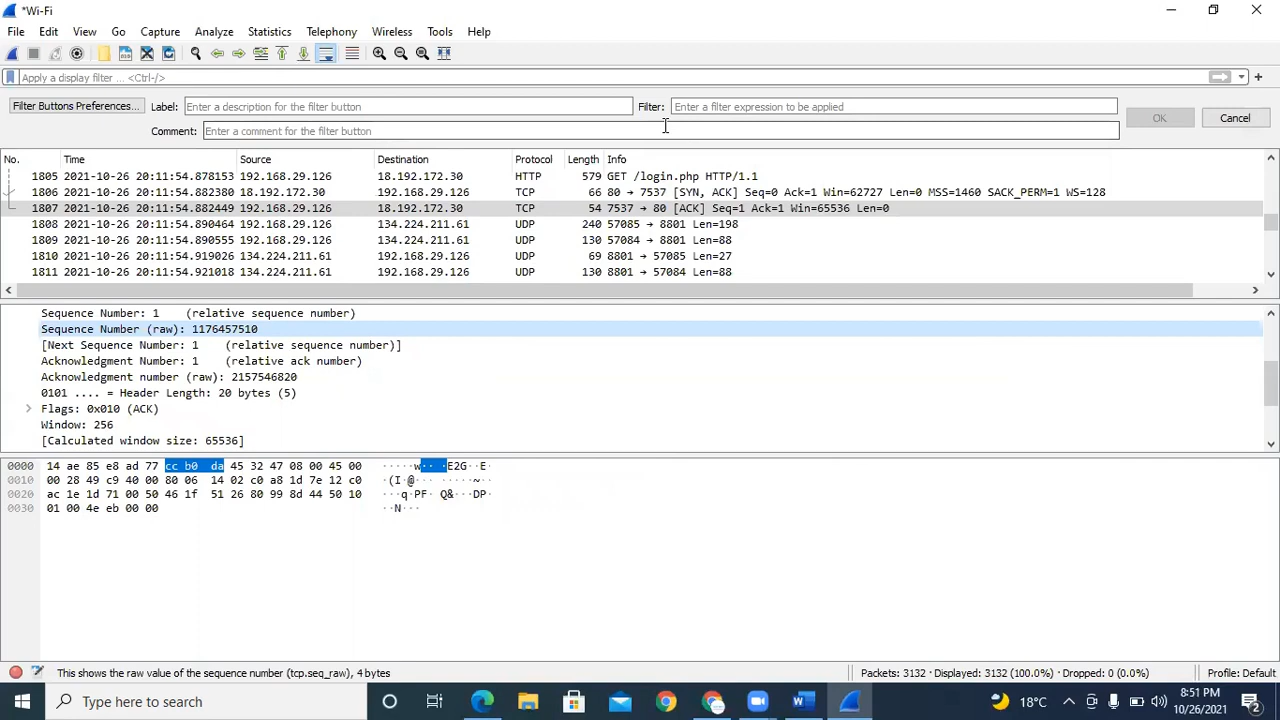 *Wi-Fi
File Edit View Go Capture Analyze Statistics Telephony Wireless Tools Help
Apply a display filter ... <Ctrl-/>
Filter Buttons Preferences... Label: Enter a description for the filter button Filter: Enter a filter expression to be applied OK Cancel
Comment: Enter a comment for the filter button
No. Time Source Destination Protocol Length Info
1805 2021-10-26 20:11:54.878153 192.168.29.126 18.192.172.30 HTTP 579 GET /login.php HTTP/1.1
1806 2021-10-26 20:11:54.882380 18.192.172.30 192.168.29.126 TCP 66 80 → 7537 [SYN, ACK] Seq=0 Ack=1 Win=62727 Len=0 MSS=1460 SACK_PERM=1 WS=128
1807 2021-10-26 20:11:54.882449 192.168.29.126 18.192.172.30 TCP 54 7537 → 80 [ACK] Seq=1 Ack=1 Win=65536 Len=0
1808 2021-10-26 20:11:54.890464 192.168.29.126 134.224.211.61 UDP 240 57085 → 8801 Len=198
1809 2021-10-26 20:11:54.890555 192.168.29.126 134.224.211.61 UDP 130 57084 → 8801 Len=88
1810 2021-10-26 20:11:54.919026 134.224.211.61 192.168.29.126 UDP 69 8801 → 57085 Len=27
1811 2021-10-26 20:11:54.921018 134.224.211.61 192.168.29.126 UDP 130 8801 → 57084 Len=88
Sequence Number: 1 (relative sequence number)
Sequence Number (raw): 1176457510
[Next Sequence Number: 1 (relative sequence number)]
Acknowledgment Number: 1 (relative ack number)
Acknowledgment number (raw): 2157546820
0101 .... = Header Length: 20 bytes (5)
Flags: 0x010 (ACK)
Window: 256
[Calculated window size: 65536]
0000 14 ae 85 e8 ad 77 cc b0 da 45 32 47 08 00 45 00 ·····w·· ·E2G··E·
0010 00 28 49 c9 40 00 80 06 14 02 c0 a8 1d 7e 12 c0 ·(I·@··· ·····~··
0020 ac 1e 1d 71 00 50 46 1f 51 26 80 99 8d 44 50 10 ···q·PF· Q&···DP·
0030 01 00 4e eb 00 00 ··N···
This shows the raw value of the sequence number (tcp.seq_raw), 4 bytes Packets: 3132 · Displayed: 3132 (100.0%) · Dropped: 0 (0.0%) Profile: Default
Type here to search 18°C 8:51 PM
10/26/2021 2